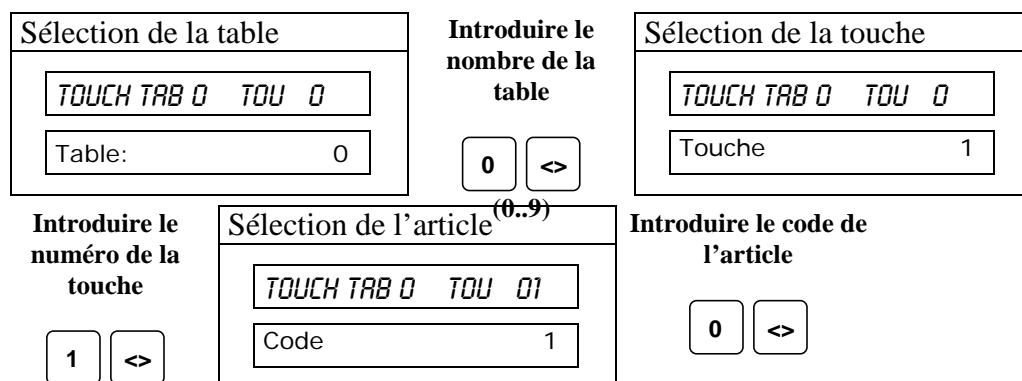 Sélection de la table
TOUCH TAB 0 TOU 0
Table: 0
Introduire le
nombre de la
table
0 <>
(0..9)
Sélection de la touche
TOUCH TAB 0 TOU 0
Touche 1
Introduire le
numéro de la
touche
1 <>
Sélection de l’article
TOUCH TAB 0 TOU 01
Code 1
Introduire le code de
l’article
0 <>